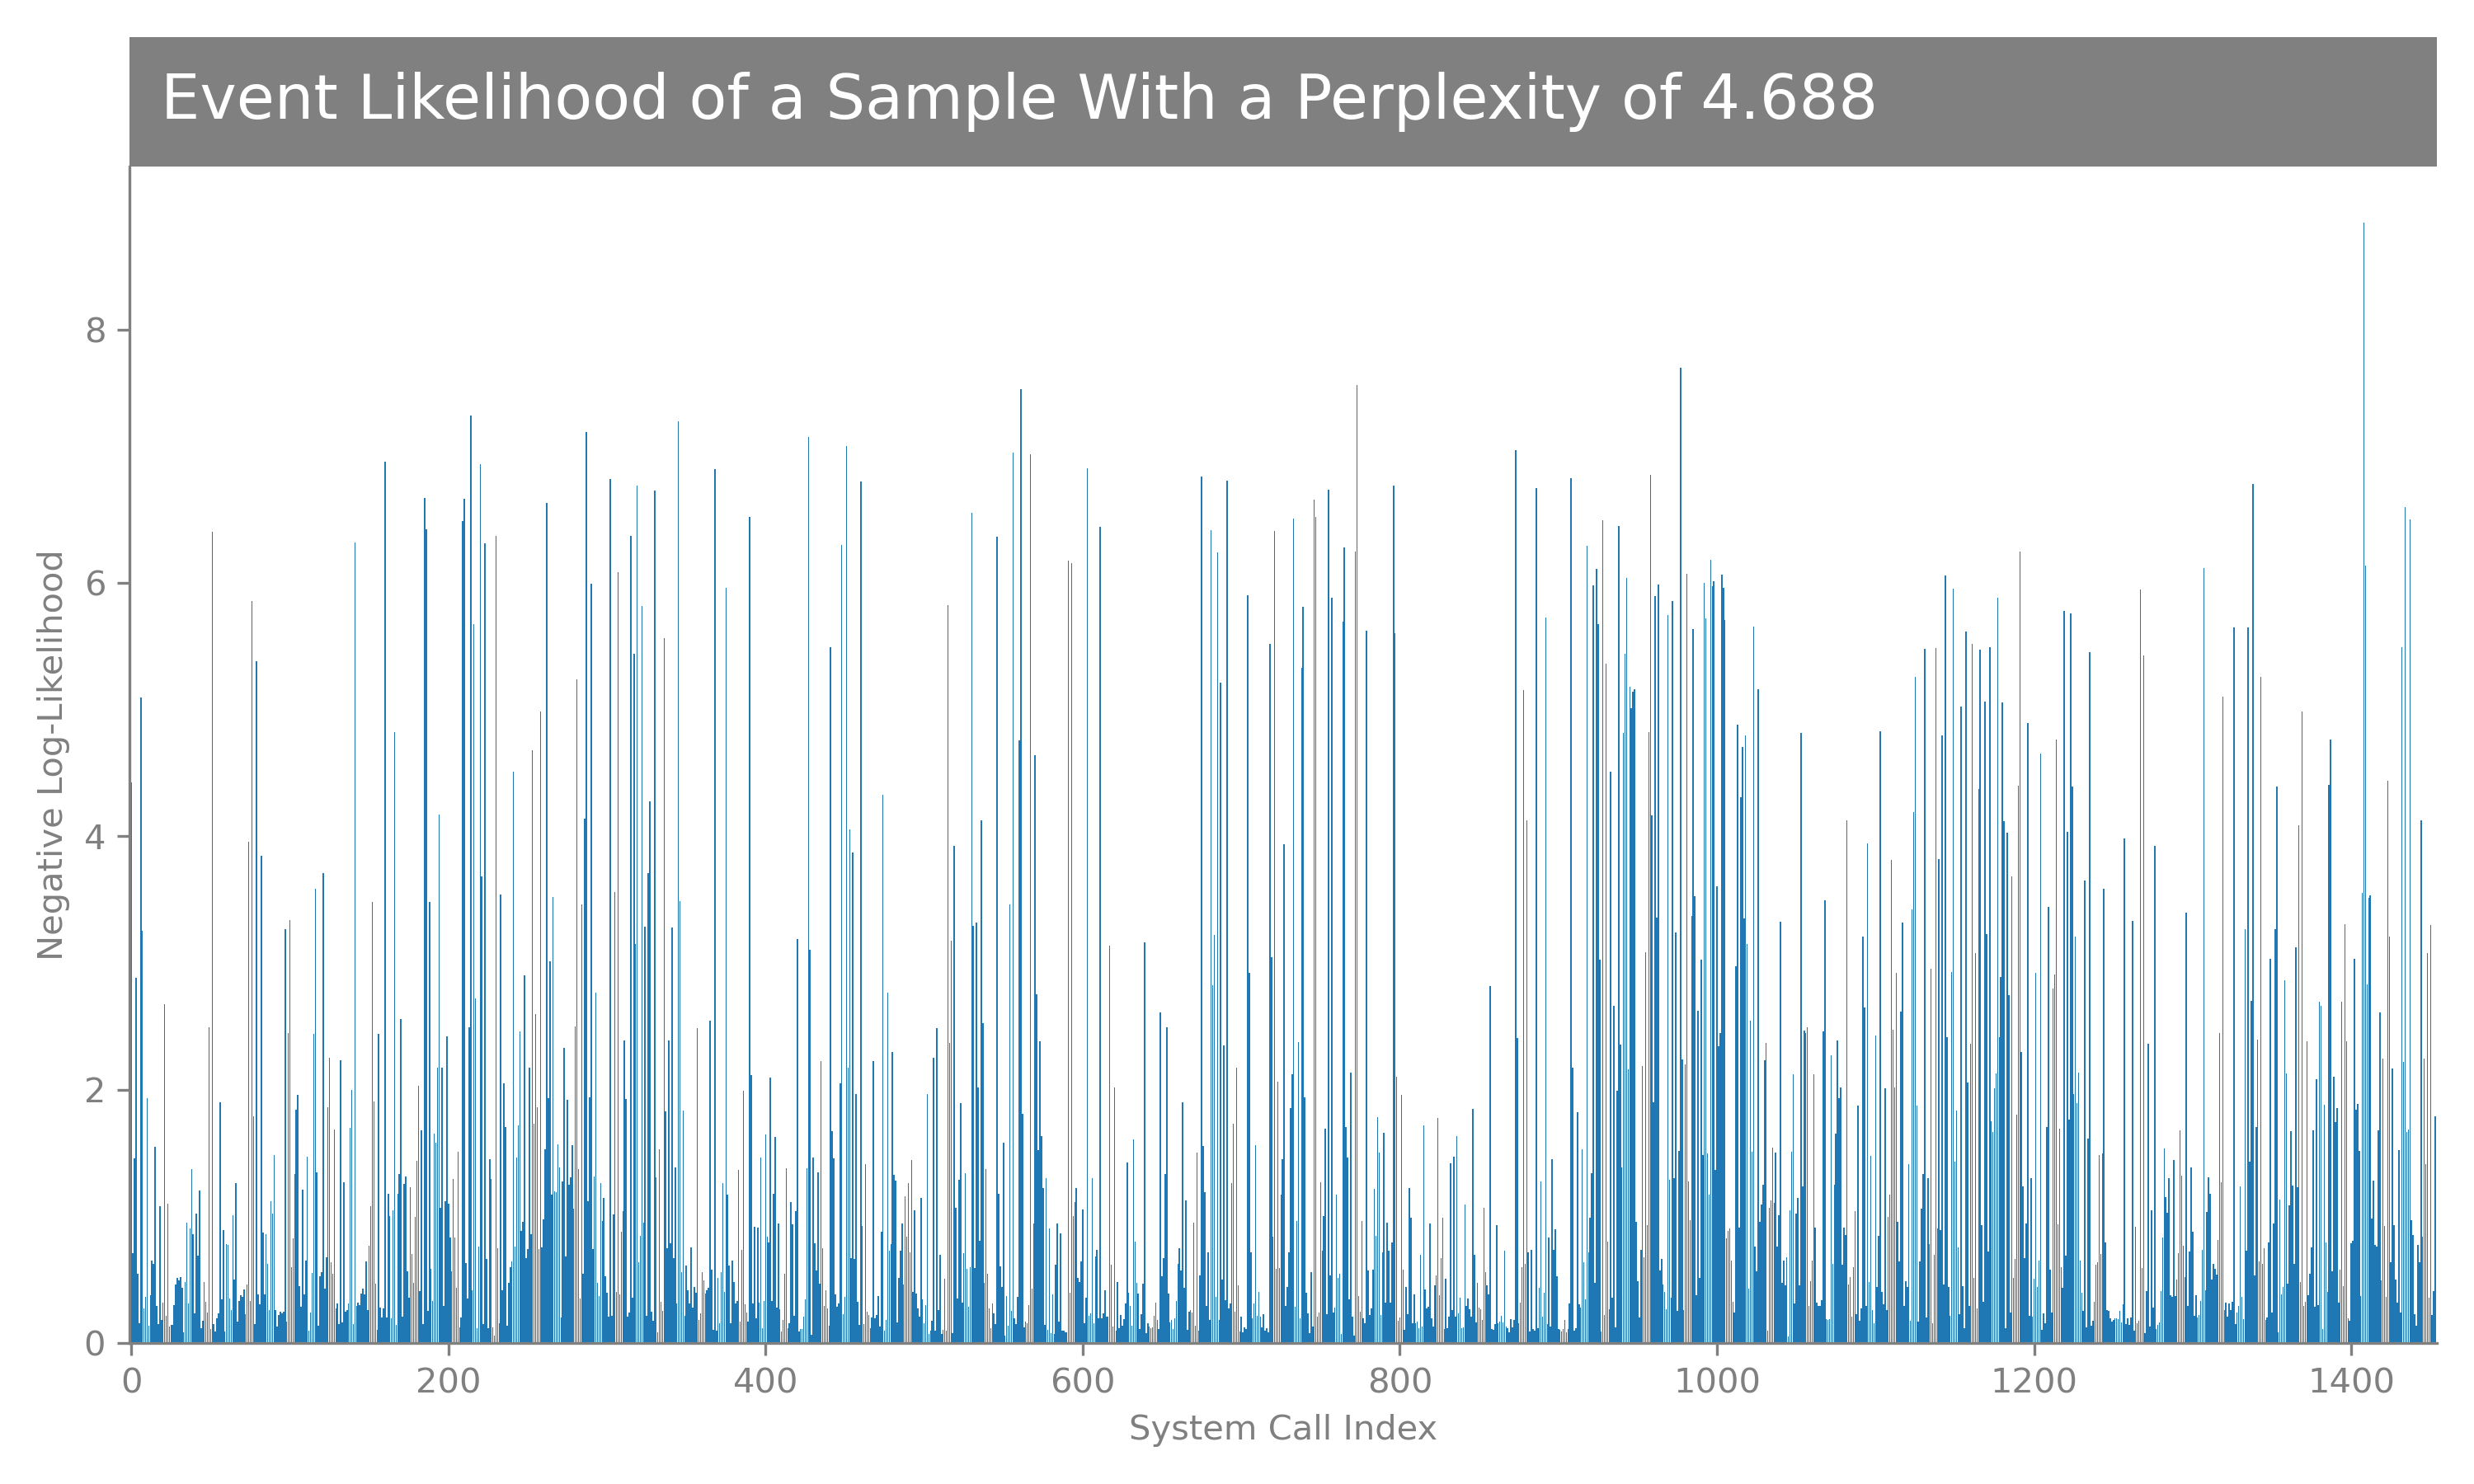 Event Likelihood of a Sample With a Perplexity of 4.688
8
6
4
2
0
Negative Log-Likelihood
0 200 400 600 800 1000 1200 1400
System Call Index